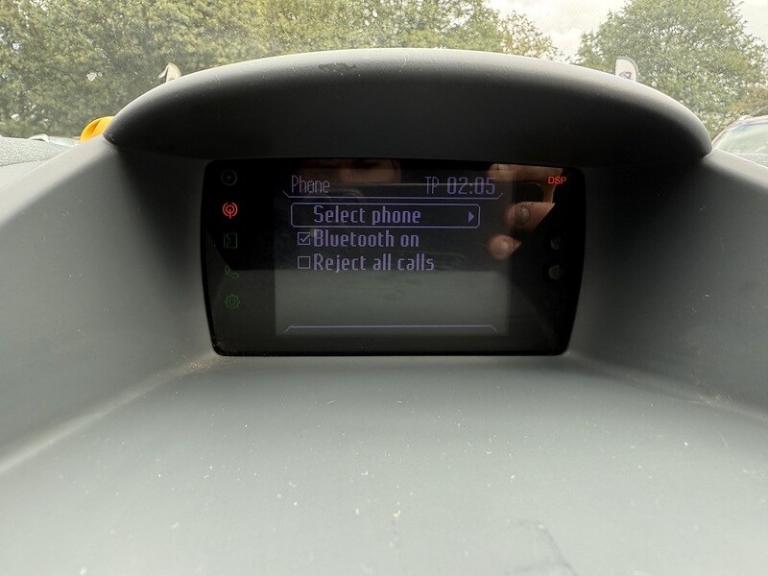 Phone TP 02:05 DSP
Select phone
Bluetooth on
Reject all calls